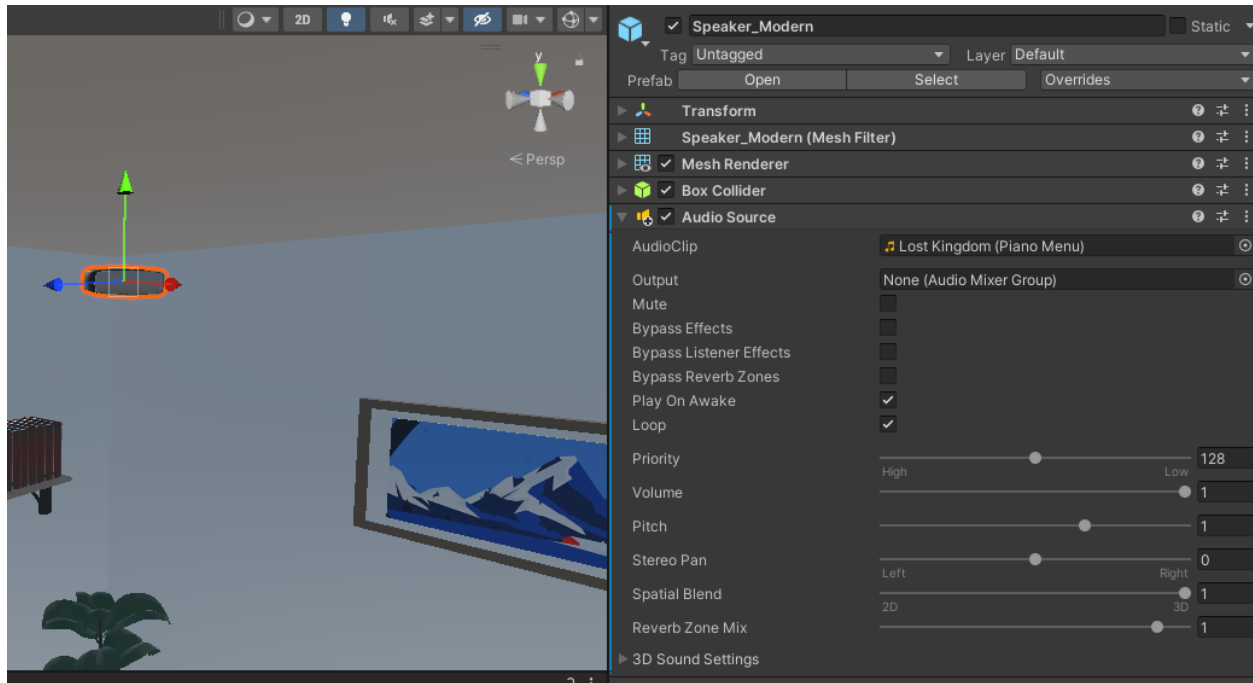 2D
y
Persp
Speaker_Modern
Static
Tag Untagged
Layer Default
Prefab Open Select Overrides
Transform
Speaker_Modern (Mesh Filter)
Mesh Renderer
Box Collider
Audio Source
AudioClip Lost Kingdom (Piano Menu)
Output None (Audio Mixer Group)
Mute
Bypass Effects
Bypass Listener Effects
Bypass Reverb Zones
Play On Awake
Loop
Priority 128
High Low
Volume 1
Pitch 1
Stereo Pan 0
Left Right
Spatial Blend 1
2D 3D
Reverb Zone Mix 1
3D Sound Settings